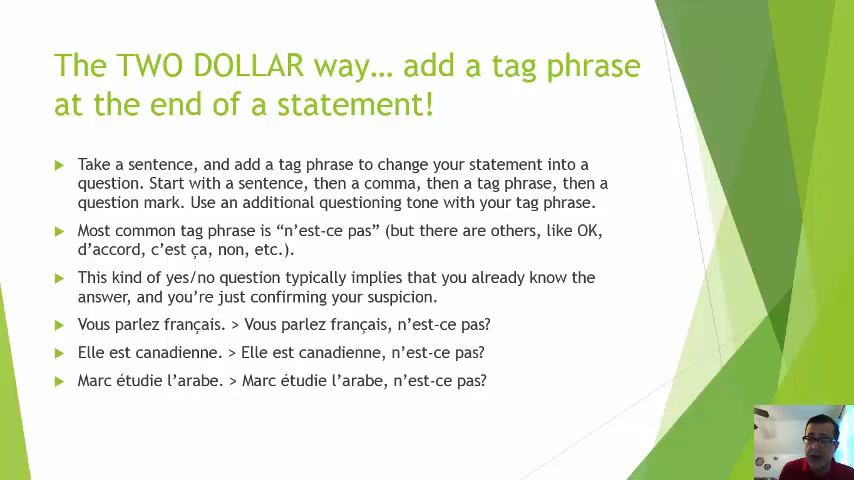 The TWO DOLLAR way… add a tag phrase
at the end of a statement!
Take a sentence, and add a tag phrase to change your statement into a
question. Start with a sentence, then a comma, then a tag phrase, then a
question mark. Use an additional questioning tone with your tag phrase.
Most common tag phrase is “n’est-ce pas” (but there are others, like OK,
d’accord, c’est ça, non, etc.).
This kind of yes/no question typically implies that you already know the
answer, and you’re just confirming your suspicion.
Vous parlez français. > Vous parlez français, n’est-ce pas?
Elle est canadienne. > Elle est canadienne, n’est-ce pas?
Marc étudie l’arabe. > Marc étudie l’arabe, n’est-ce pas?